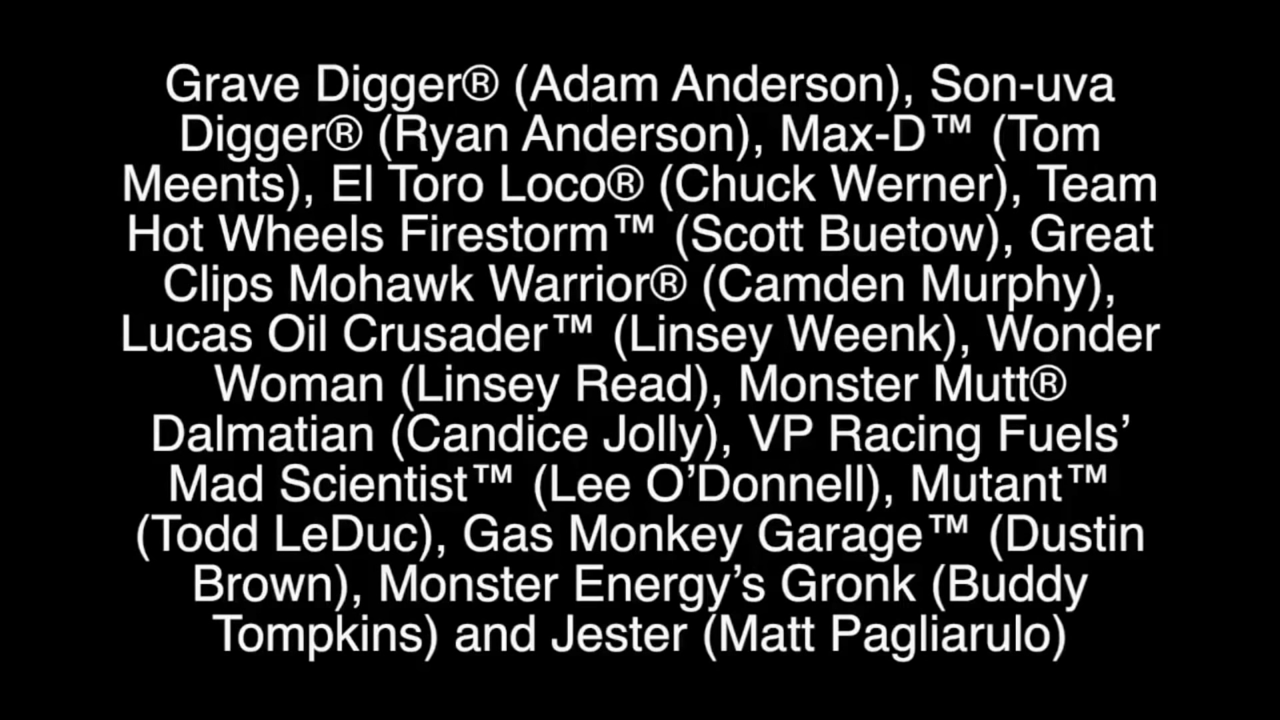 Grave Digger® (Adam Anderson), Son-uva
Digger® (Ryan Anderson), Max-D™ (Tom
Meents), El Toro Loco® (Chuck Werner), Team
Hot Wheels Firestorm™ (Scott Buetow), Great
Clips Mohawk Warrior® (Camden Murphy),
Lucas Oil Crusader™ (Linsey Weenk), Wonder
Woman (Linsey Read), Monster Mutt®
Dalmatian (Candice Jolly), VP Racing Fuels’
Mad Scientist™ (Lee O’Donnell), Mutant™
(Todd LeDuc), Gas Monkey Garage™ (Dustin
Brown), Monster Energy’s Gronk (Buddy
Tompkins) and Jester (Matt Pagliarulo)